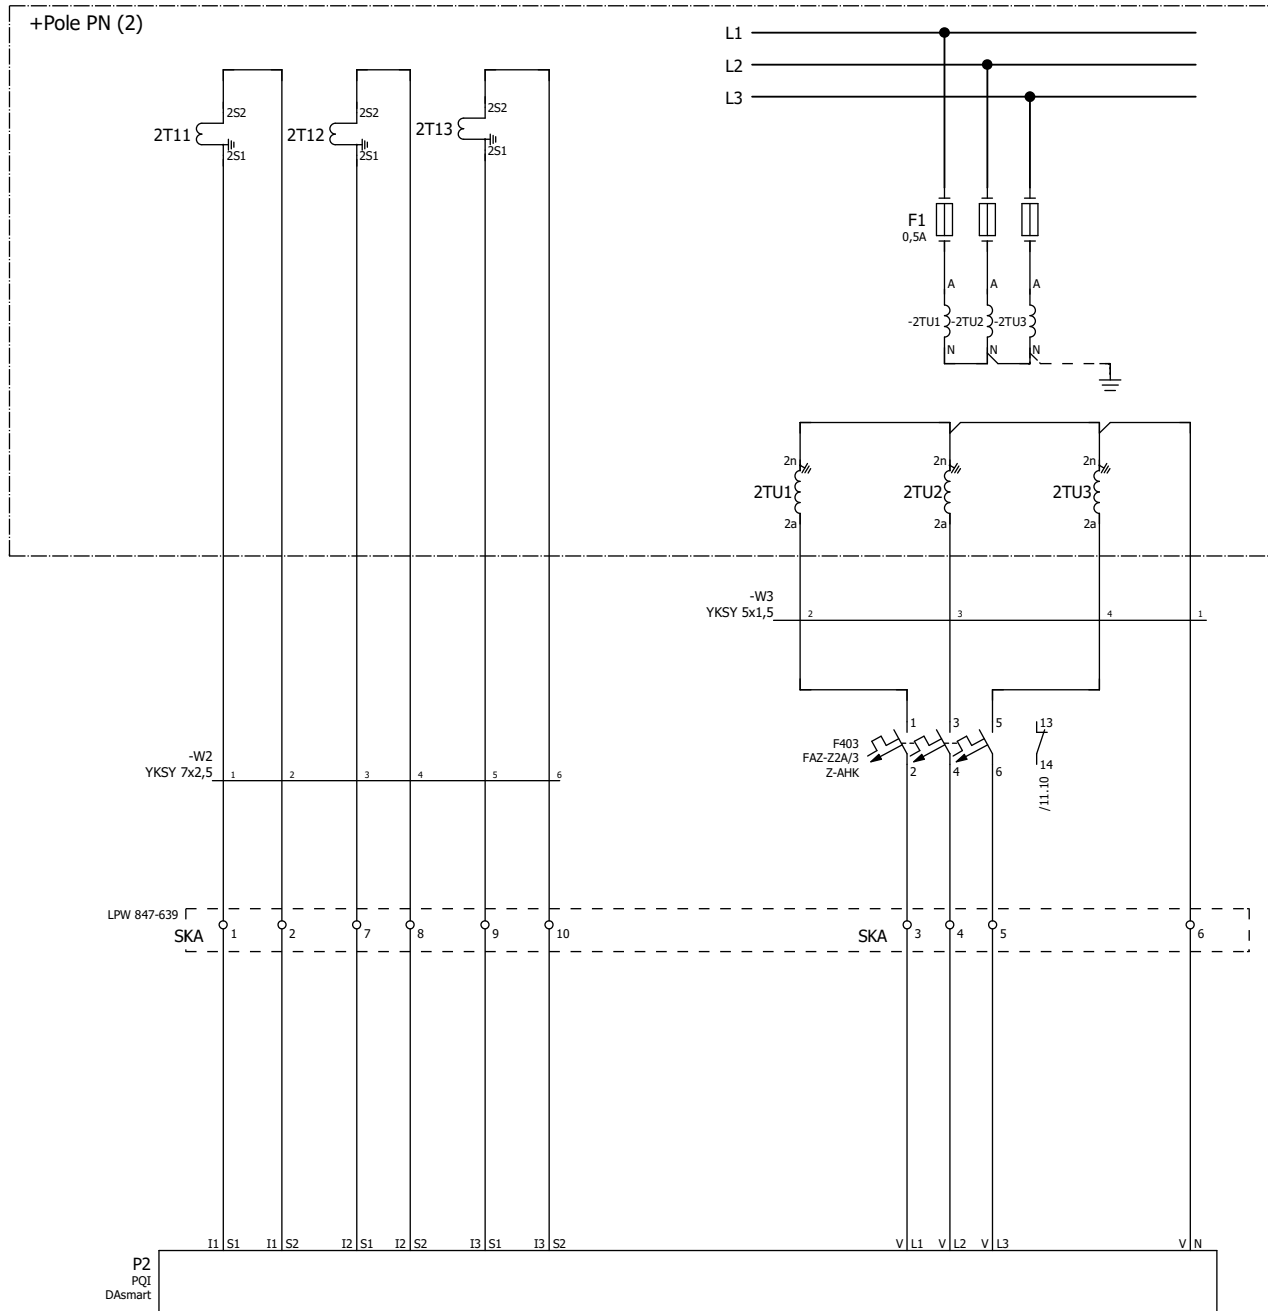 +Pole PN (2)
L1
L2
L3
2S2 2S2 2S2
2T11 2T12 2T13
2S1 2S1 2S1
F1
0,5A
A A A
-2TU1 -2TU2 -2TU3
N N N
2n 2n 2n
2TU1 2TU2 2TU3
2a 2a 2a
-W3
YKSY 5x1,5 2 3 4 1
1 3 5 13
F403
FAZ-Z2A/3
Z-AHK
2 4 6 14
/11.10
-W2
YKSY 7x2,5 1 2 3 4 5 6
LPW 847-639
SKA 1 2 7 8 9 10 SKA 3 4 5 6
I1 S1 I1 S2 I2 S1 I2 S2 I3 S1 I3 S2 V L1 V L2 V L3 V N
P2
PQI
DAsmart